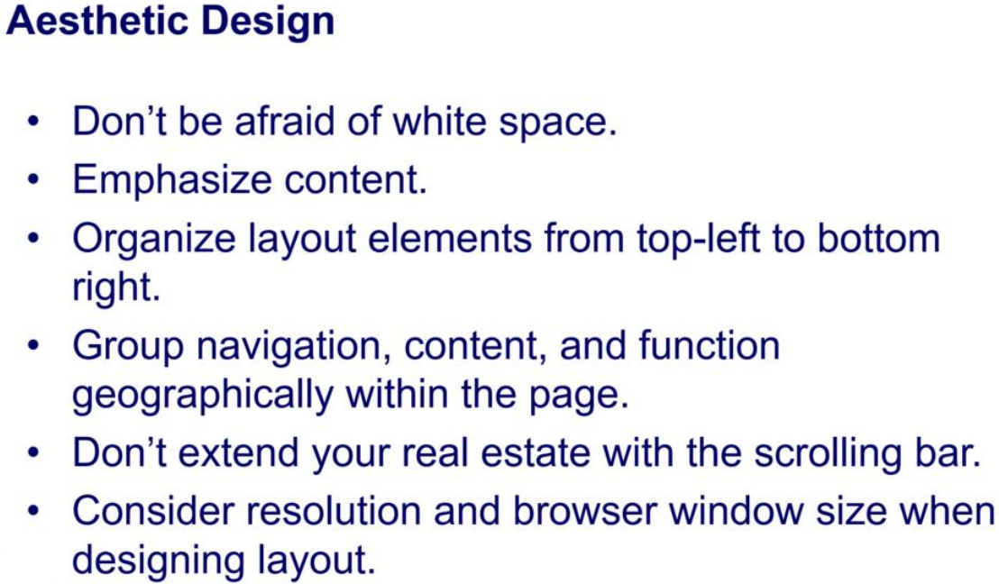 Aesthetic Design
• Don’t be afraid of white space.
• Emphasize content.
• Organize layout elements from top-left to bottom
right.
• Group navigation, content, and function
geographically within the page.
• Don’t extend your real estate with the scrolling bar.
• Consider resolution and browser window size when
designing layout.